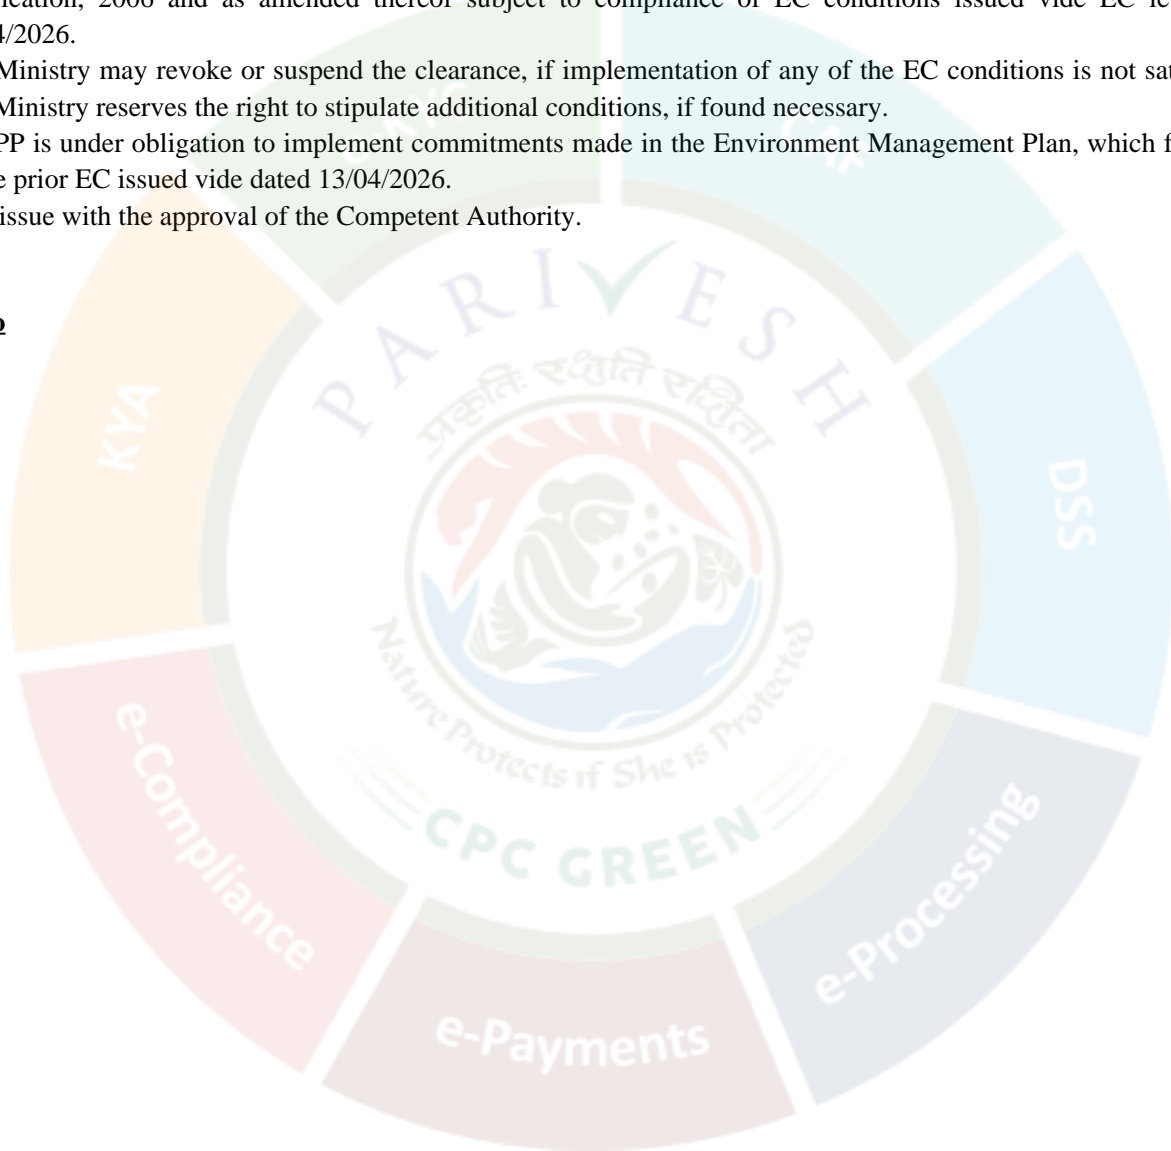 2006 and as amended thereof subject to compliance of EC conditions issued vide EC
4/2026.
Ministry may revoke or suspend the clearance, if implementation of any of the EC conditions is not
Ministry reserves the right to stipulate additional conditions, if found necessary.
PP is under obligation to implement commitments made in the Environment Management Plan, which
prior EC issued vide dated 13/04/2026.
issue with the approval of the Competent Authority.
PARIVESH
प्रकृतिः रक्षति रक्षिता
KYA
DSS
Nature Protects if She is Protected
CPC GREEN
e-Compliance
e-Processing
e-Payments
e-KYC
CAF